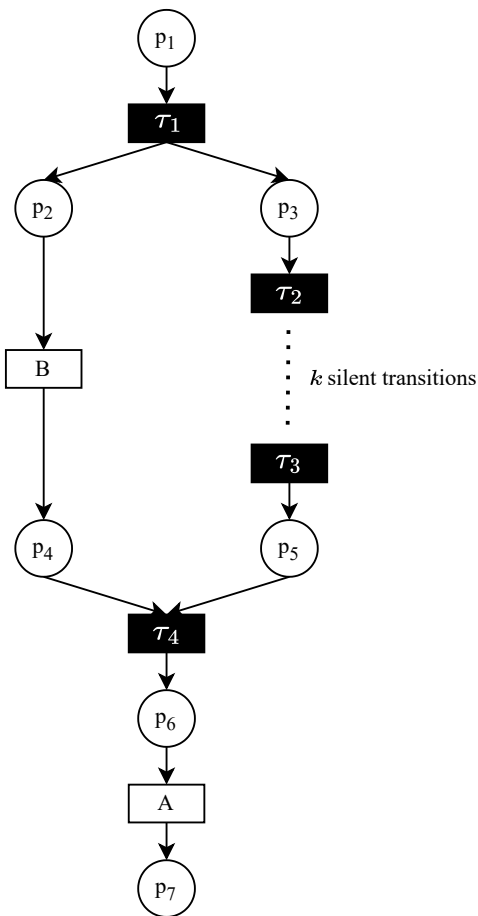 p₁
τ₁
p₂
p₃
τ₂
B
k silent transitions
τ₃
p₄
p₅
τ₄
p₆
A
p₇